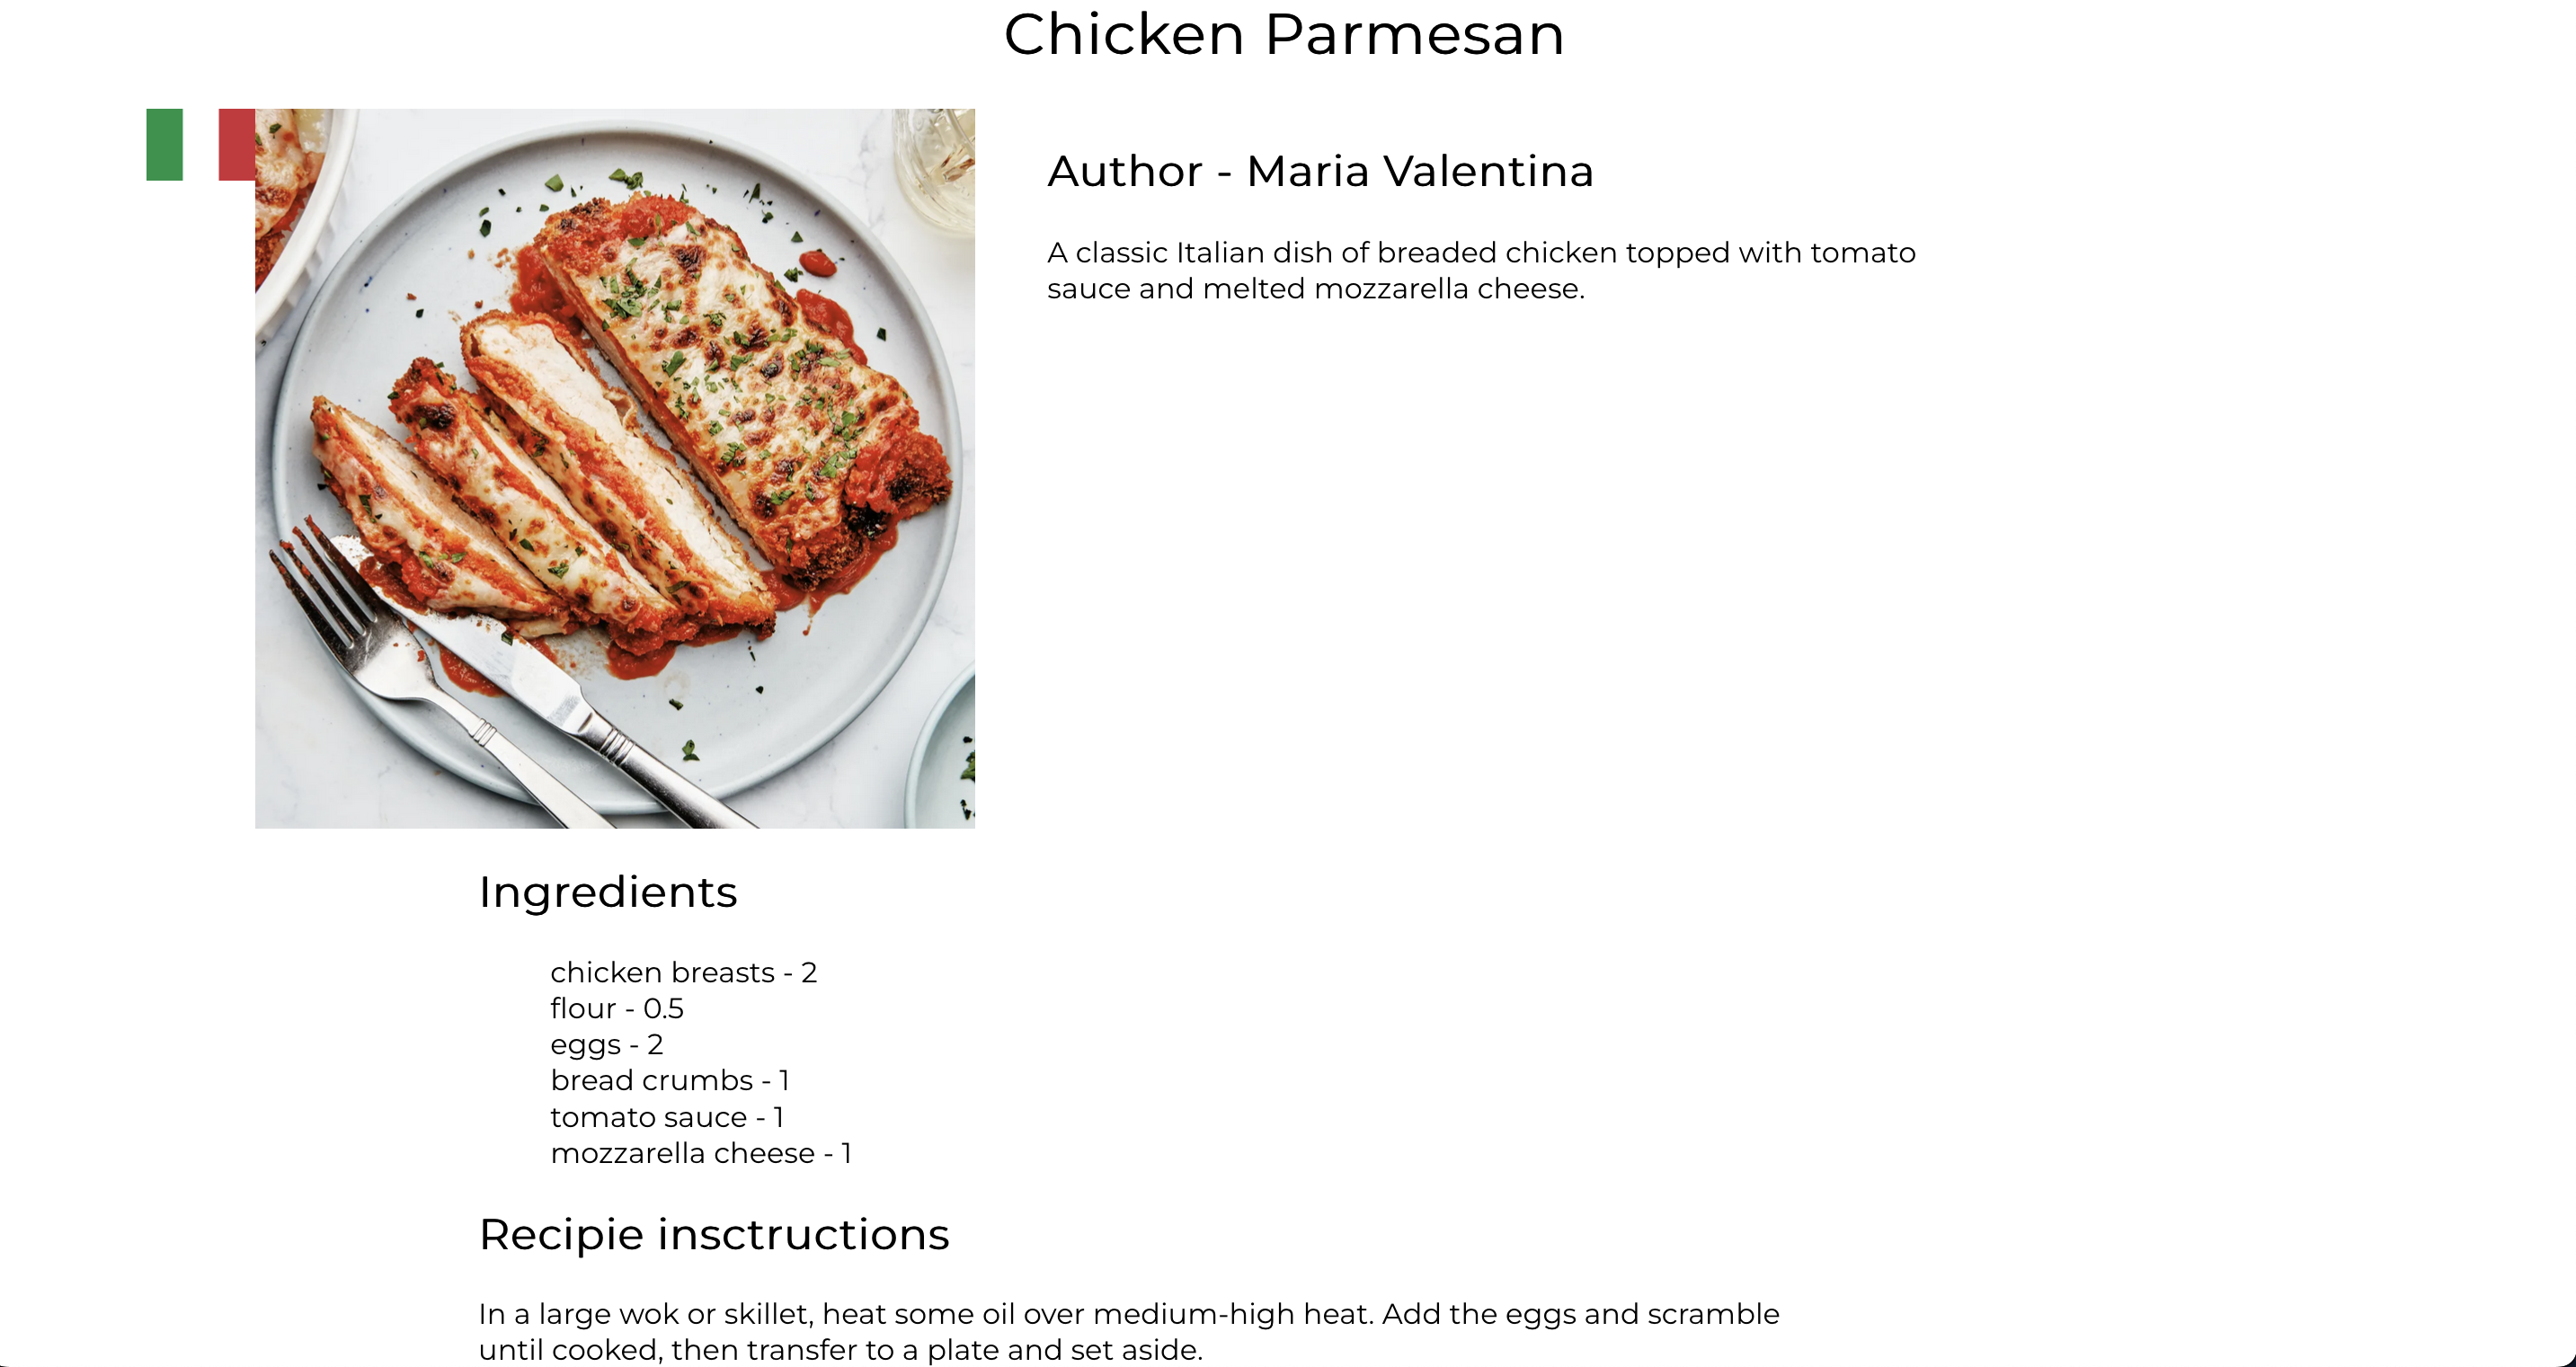 Chicken Parmesan
Author - Maria Valentina
A classic Italian dish of breaded chicken topped with tomato
sauce and melted mozzarella cheese.
Ingredients
chicken breasts - 2
flour - 0.5
eggs - 2
bread crumbs - 1
tomato sauce - 1
mozzarella cheese - 1
Recipie insctructions
In a large wok or skillet, heat some oil over medium-high heat. Add the eggs and scramble
until cooked, then transfer to a plate and set aside.